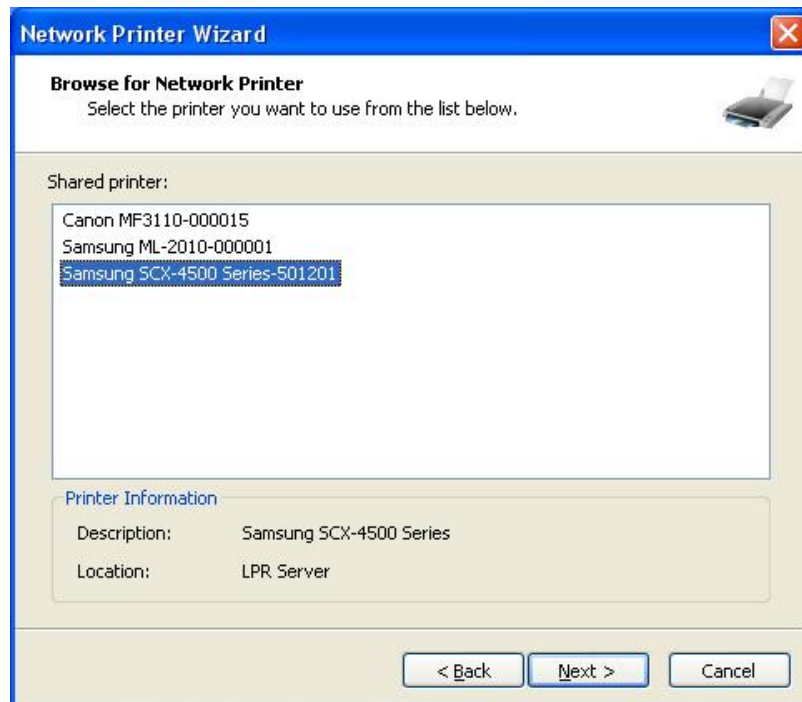 Network Printer Wizard
Browse for Network Printer
Select the printer you want to use from the list below.
Shared printer:
Canon MF3110-000015
Samsung ML-2010-000001
Samsung SCX-4500 Series-501201
Printer Information
Description: Samsung SCX-4500 Series
Location: LPR Server
< Back Next > Cancel